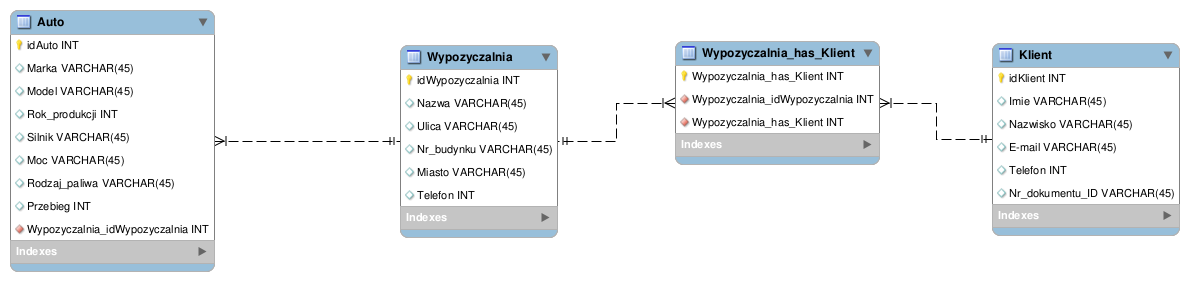 Auto
idAuto INT
Marka VARCHAR(45)
Model VARCHAR(45)
Rok_produkcji INT
Silnik VARCHAR(45)
Moc VARCHAR(45)
Rodzaj_paliwa VARCHAR(45)
Przebieg INT
Wypozyczalnia_idWypozyczalnia INT
Indexes
Wypozyczalnia
idWypozyczalnia INT
Nazwa VARCHAR(45)
Ulica VARCHAR(45)
Nr_budynku VARCHAR(45)
Miasto VARCHAR(45)
Telefon INT
Indexes
Wypozyczalnia_has_Klient
Wypozyczalnia_has_Klient INT
Wypozyczalnia_idWypozyczalnia INT
Wypozyczalnia_has_Klient INT
Indexes
Klient
idKlient INT
Imie VARCHAR(45)
Nazwisko VARCHAR(45)
E-mail VARCHAR(45)
Telefon INT
Nr_dokumentu_ID VARCHAR(45)
Indexes